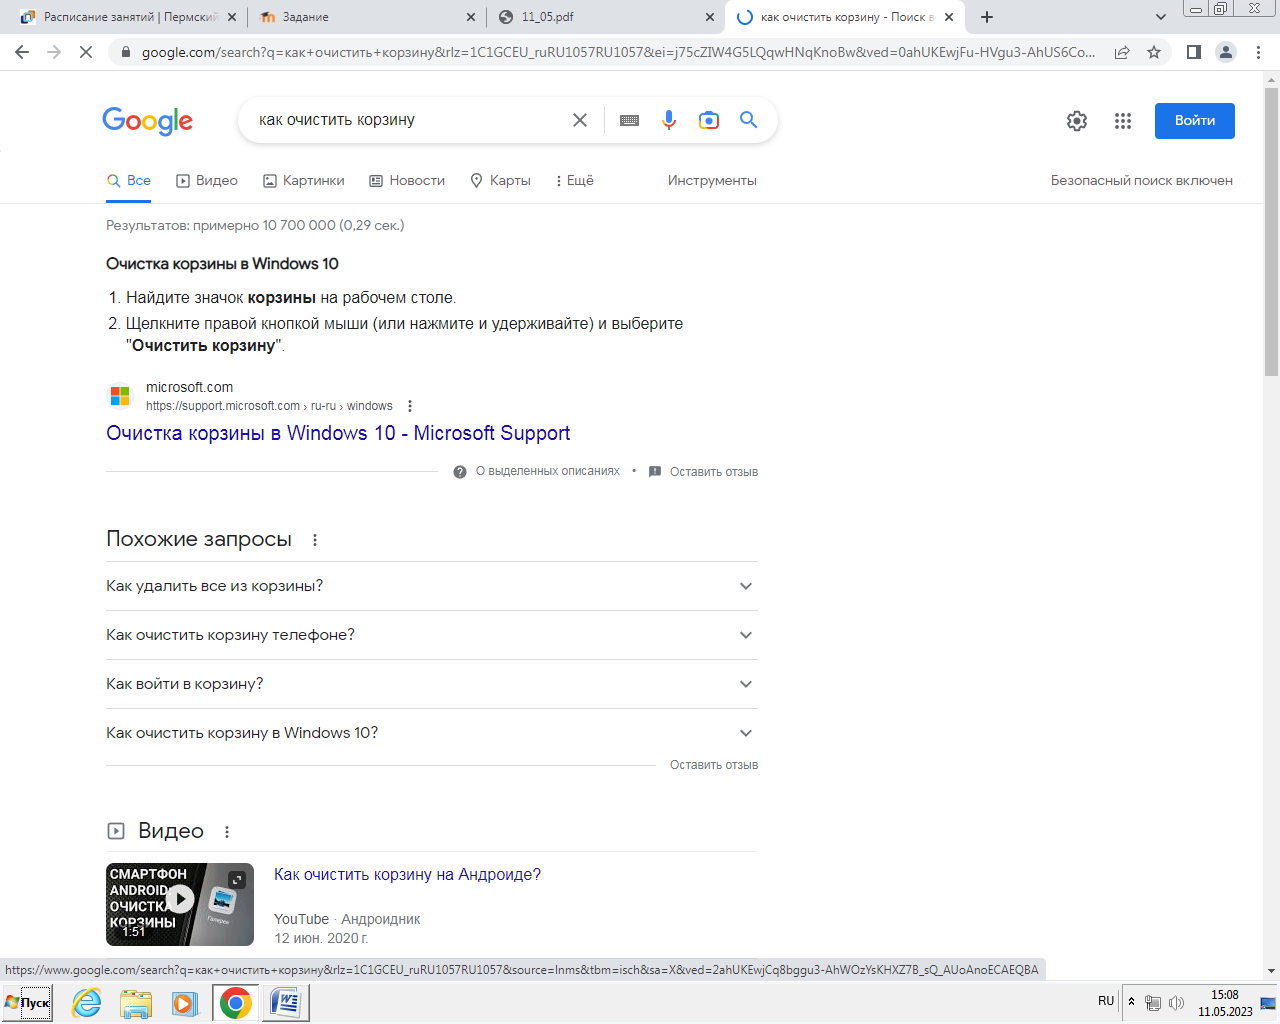 Расписание занятий | Пермский
Задание
11_05.pdf
как очистить корзину - Поиск в
google.com/search?q=как+очистить+корзину&rlz=1C1GCEU_ruRU1057RU1057&ei=j75cZIW4G5LQqwHNqKnoBw&ved=0ahUKEwjFu-HVgu3-AhUS6Co...
Google
как очистить корзину
Войти
Все
Видео
Картинки
Новости
Карты
Ещё
Инструменты
Безопасный поиск включен
Результатов: примерно 10 700 000 (0,29 сек.)
Очистка корзины в Windows 10
1. Найдите значок корзины на рабочем столе.
2. Щелкните правой кнопкой мыши (или нажмите и удерживайте) и выберите
"Очистить корзину".
microsoft.com
https://support.microsoft.com › ru-ru › windows
Очистка корзины в Windows 10 - Microsoft Support
О выделенных описаниях • Оставить отзыв
Похожие запросы
Как удалить все из корзины?
Как очистить корзину телефоне?
Как войти в корзину?
Как очистить корзину в Windows 10?
Оставить отзыв
Видео
СМАРТФОН
ANDROID:
ОЧИСТКА
КОРЗИНЫ
Галерея
1:51
Как очистить корзину на Андроиде?
YouTube · Андроидник
12 июн. 2020 г.
https://www.google.com/search?q=как+очистить+корзину&rlz=1C1GCEU_ruRU1057RU1057&source=lnms&tbm=isch&sa=X&ved=2ahUKEwjCq8bggu3-AhWOzYsKHXZ7B_sQ_AUoAnoECAEQBA
Пуск
RU
15:08
11.05.2023